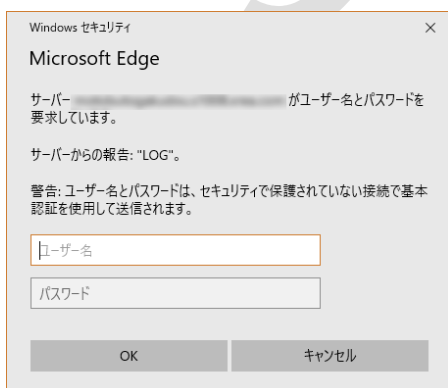 Windows セキュリティ
Microsoft Edge
サーバー がユーザー名とパスワードを
要求しています。
サーバーからの報告: "LOG"。
警告: ユーザー名とパスワードは、セキュリティで保護されていない接続で基本
認証を使用して送信されます。
ユーザー名
パスワード
OK
キャンセル